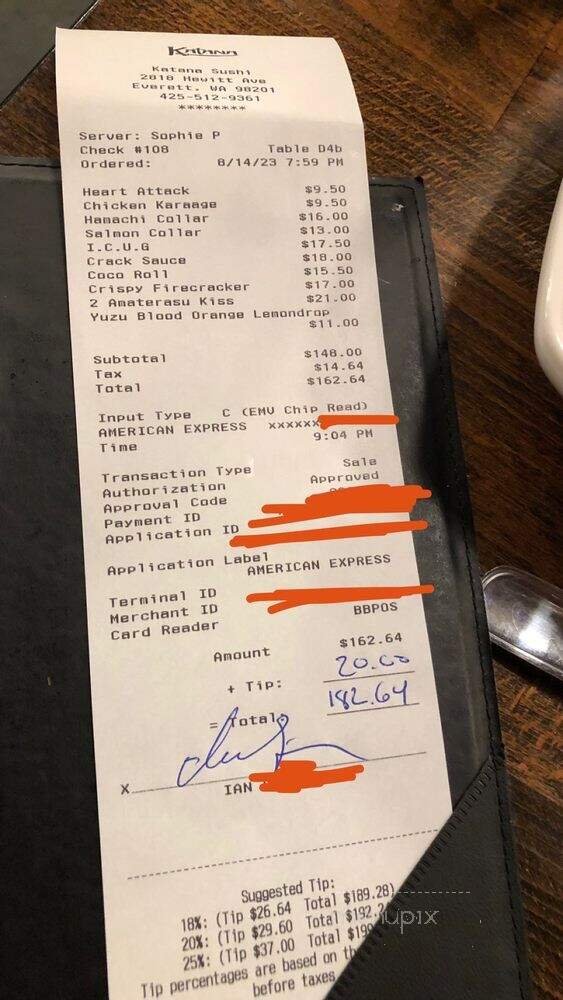 KATANA
Katana Sushi
2818 Hewitt Ave
Everett, WA 98201
425-512-9361
********
Server: Sophie P
Check #108 Table D4b
Ordered: 8/14/23 7:59 PM
Heart Attack $9.50
Chicken Karaage $9.50
Hamachi Collar $16.00
Salmon Collar $13.00
I.C.U.G $17.50
Crack Sauce $18.00
Coco Roll $15.50
Crispy Firecracker $17.00
2 Amaterasu Kiss $21.00
Yuzu Blood Orange Lemondrop
$11.00
Subtotal $148.00
Tax $14.64
Total $162.64
Input Type C (EMV Chip Read)
AMERICAN EXPRESS xxxxxx
Time 9:04 PM
Transaction Type Sale
Authorization Approved
Approval Code
Payment ID
Application ID
Application Label
AMERICAN EXPRESS
Terminal ID
Merchant ID
Card Reader BBPOS
Amount $162.64
+ Tip: 20.00
= Total: 182.64
X
IAN
Suggested Tip:
18%: (Tip $26.64 Total $189.28)
20%: (Tip $29.60 Total $192.2
25%: (Tip $37.00 Total $199
Tip percentages are based on th
before taxes